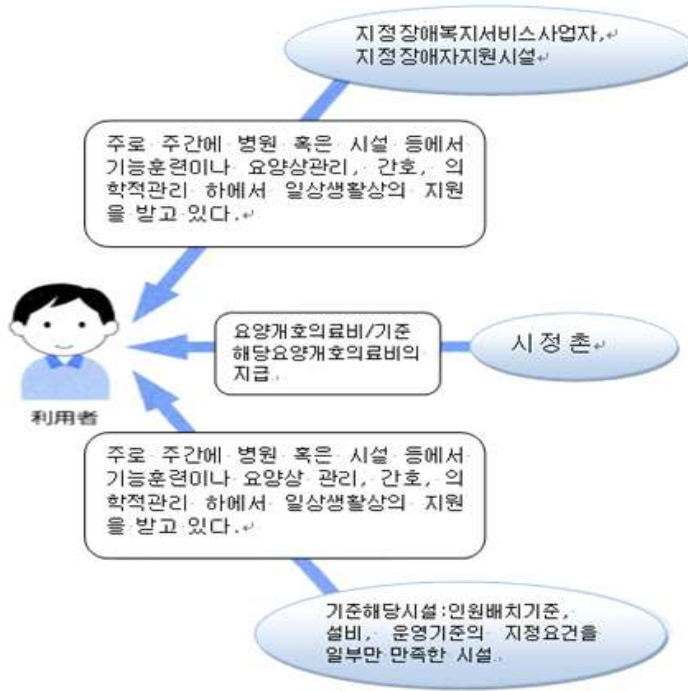 지정장애복지서비스사업자,
지정장애자지원시설
주로 주간에 병원 혹은 시설 등에서
기능훈련이나 요양상관리, 간호, 의
학적관리 하에서 일상생활상의 지원
을 받고 있다.
요양개호의료비/기준
해당요양개호의료비의
지급.
시정촌
利用者
주로 주간에 병원 혹은 시설 등에서
기능훈련이나 요양상 관리, 간호, 의
학적관리 하에서 일상생활상의 지원
을 받고 있다.
기준해당시설:인원배치기준,
설비, 운영기준의 지정요건을
일부만 만족한 시설.